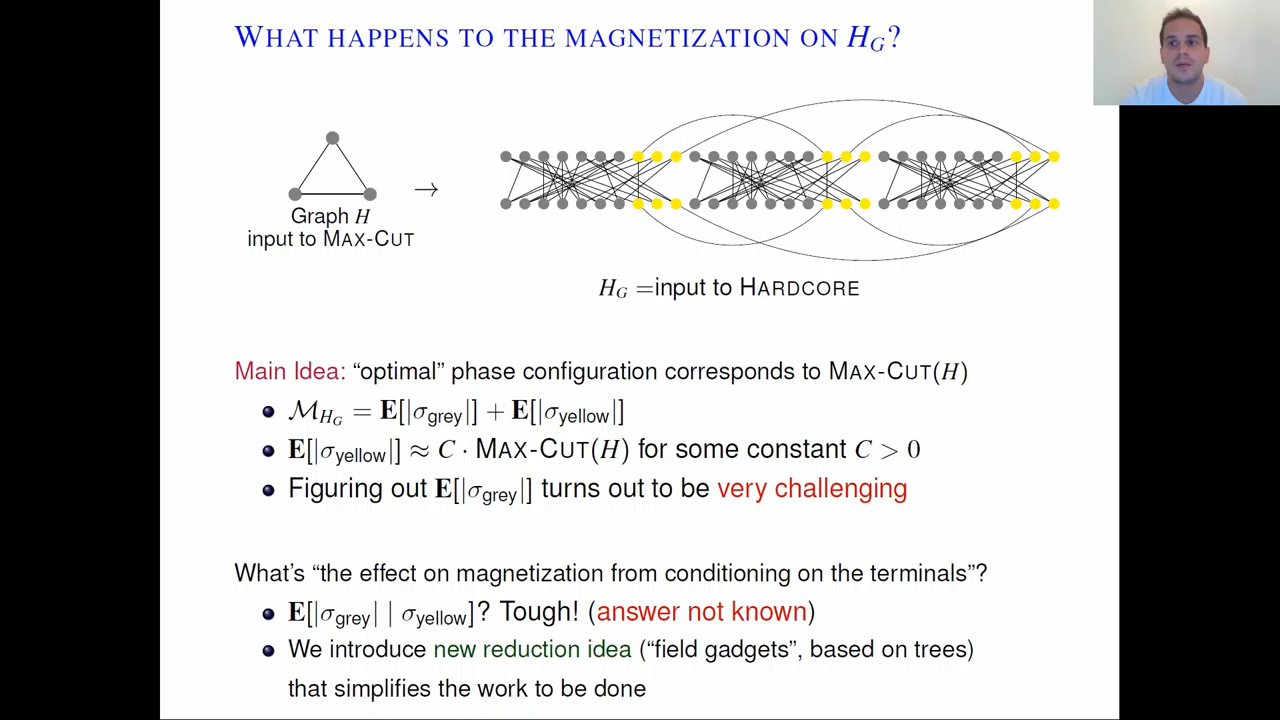 WHAT HAPPENS TO THE MAGNETIZATION ON H_G?
Graph H
input to MAX-CUT
→
H_G =input to HARDCORE
Main Idea: “optimal” phase configuration corresponds to MAX-CUT(H)
M_{H_G} = E[|σ_grey|] + E[|σ_yellow|]
E[|σ_yellow|] ≈ C · MAX-CUT(H) for some constant C > 0
Figuring out E[|σ_grey|] turns out to be very challenging
What's “the effect on magnetization from conditioning on the terminals”?
E[|σ_grey| | σ_yellow]? Tough! (answer not known)
We introduce new reduction idea (“field gadgets”, based on trees)
that simplifies the work to be done